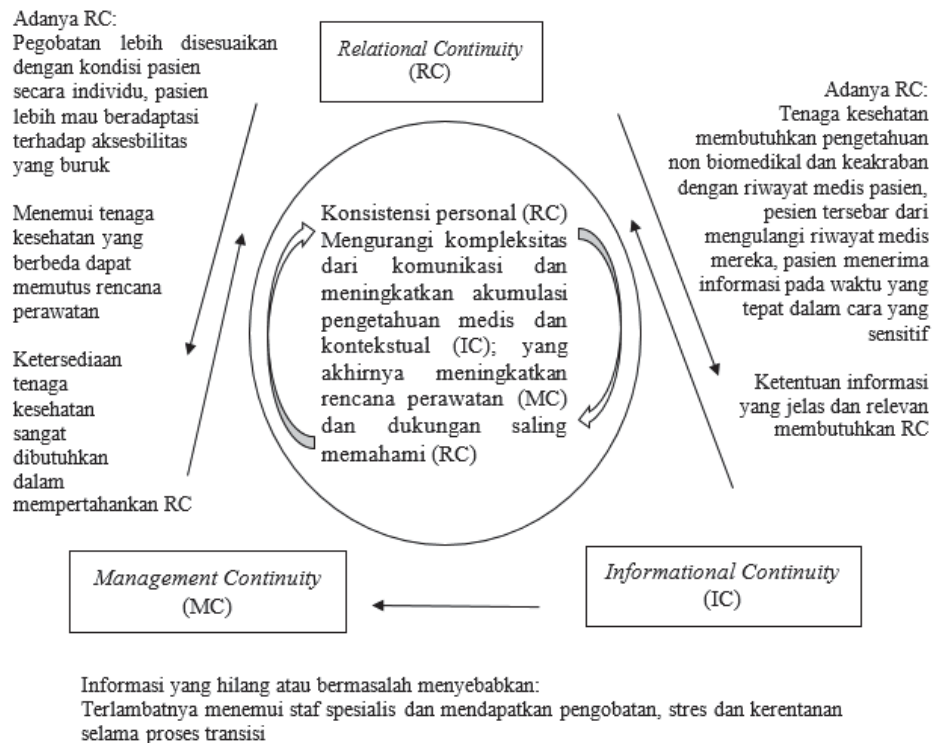 Adanya RC:
Pegobatan lebih disesuaikan
dengan kondisi pasien
secara individu, pasien
lebih mau beradaptasi
terhadap aksesbilitas
yang buruk
Menemui tenaga
kesehatan yang
berbeda dapat
memutus rencana
perawatan
Ketersediaan
tenaga
kesehatan
sangat
dibutuhkan
dalam
mempertahankan RC
Relational Continuity
(RC)
Konsistensi personal (RC)
Mengurangi kompleksitas
dari komunikasi dan
meningkatkan akumulasi
pengetahuan medis dan
kontekstual (IC); yang
akhirnya meningkatkan
rencana perawatan (MC)
dan dukungan saling
memahami (RC)
Adanya RC:
Tenaga kesehatan
membutuhkan pengetahuan
non biomedikal dan keakraban
dengan riwayat medis pasien,
pesien tersebar dari
mengulangi riwayat medis
mereka, pasien menerima
informasi pada waktu yang
tepat dalam cara yang
sensitif
Ketentuan informasi
yang jelas dan relevan
membutuhkan RC
Management Continuity
(MC)
Informational Continuity
(IC)
Informasi yang hilang atau bermasalah menyebabkan:
Terlambatnya menemui staf spesialis dan mendapatkan pengobatan, stres dan kerentanan
selama proses transisi